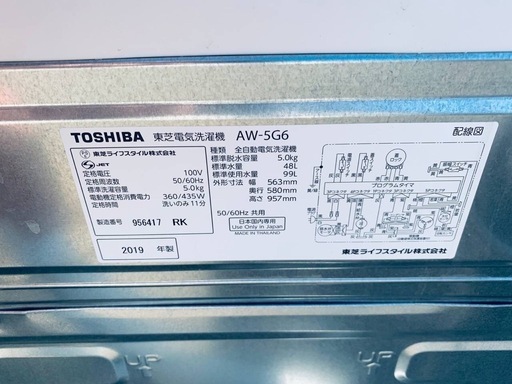 TOSHIBA 東芝電気洗濯機 AW-5G6
東芝ライフスタイル株式会社
JET
定格電圧 100V
定格周波数 50/60Hz
標準洗濯容量 5.0kg
電動機定格消費電力 360/435W
定格時間 洗いのみ 11分
製造番号 956417 RK
2019 年製
種類 全自動電気洗濯機
標準脱水容量 5.0kg
標準水量 48L
標準使用水量 99L
外形寸法 幅 563mm
奥行 580mm
高さ 957mm
50/60Hz 共用
日本国内専用
Use Only in Japan
MADE IN THAILAND
配線図
プログラムタイマ
東芝ライフスタイル株式会社
UP
UP